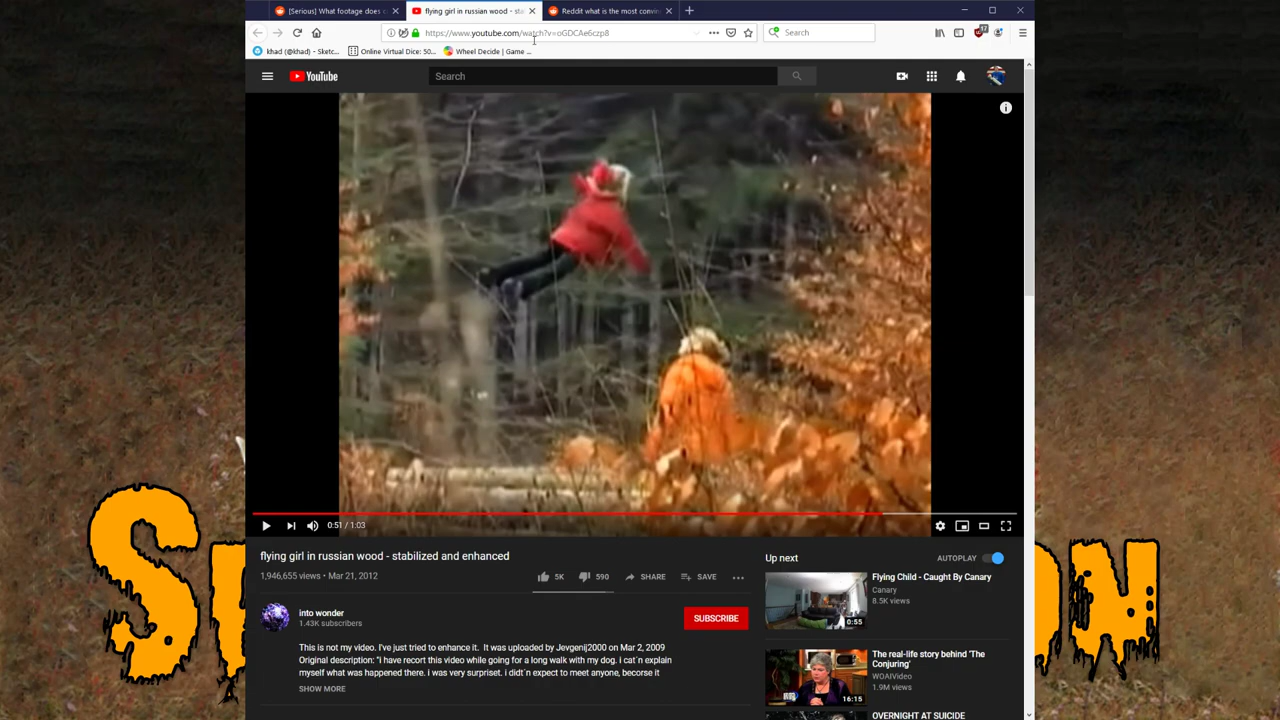 [Serious] What footage does c
flying girl in russian wood - sta
Reddit what is the most convin
https://www.youtube.com/watch?v=oGDCAe6czp8
Search
17
khad (@khad) - Sketc...
Online Virtual Dice: 50...
Wheel Decide | Game ...
YouTube
Search
0:51 / 1:03
flying girl in russian wood - stabilized and enhanced
1,946,655 views • Mar 21, 2012
5K
590
SHARE
SAVE
into wonder
1.43K subscribers
SUBSCRIBE
This is not my video. I've just tried to enhance it. It was uploaded by Jevgenij2000 on Mar 2, 2009
Original description: "I have recort this video while going for a long walk with my dog. i cat´n explain
myself what was happened there. i was very surpriset. i didt´n expect to meet anyone, becorse it
SHOW MORE
Up next
AUTOPLAY
Flying Child - Caught By Canary
Canary
8.5K views
0:55
The real-life story behind 'The
Conjuring'
WOAIVideo
1.9M views
16:15
OVERNIGHT AT SUICIDE